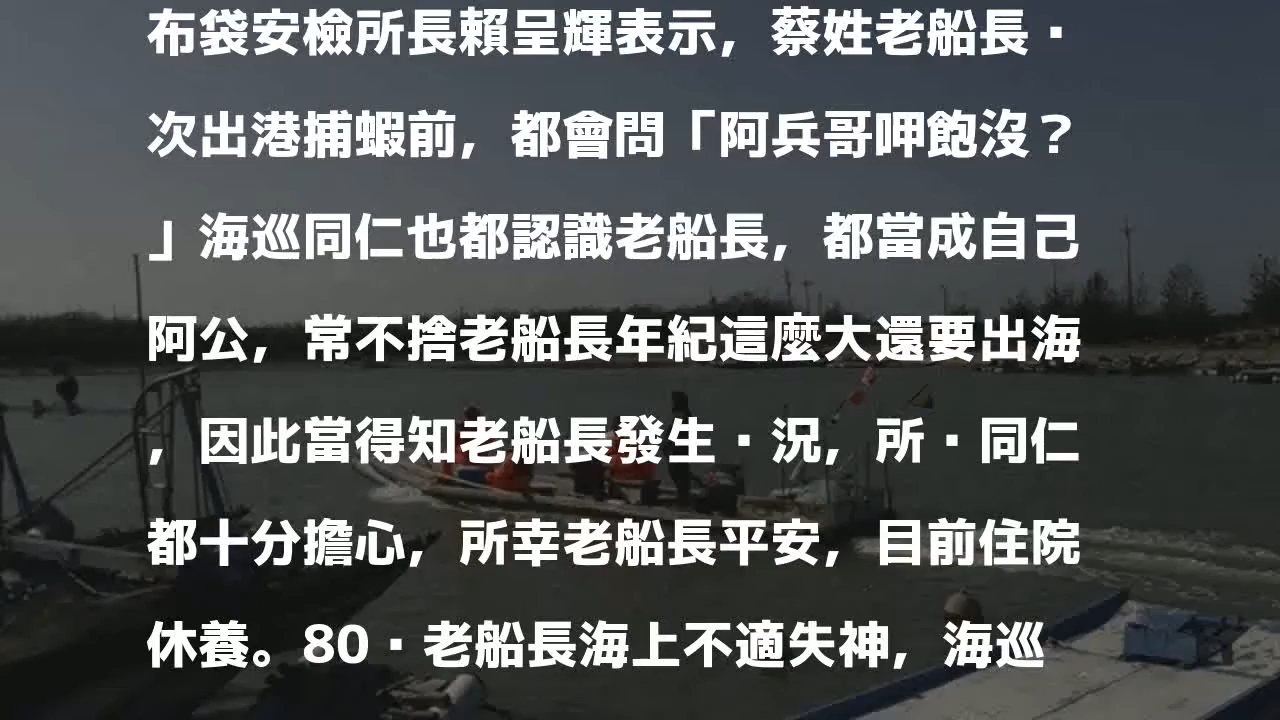 布袋安檢所長賴呈輝表示，蔡姓老船長▪
次出港捕蝦前，都會問「阿兵哥呷飽沒？
」海巡同仁也都認識老船長，都當成自己
阿公，常不捨老船長年紀這麼大還要出海
，因此當得知老船長發生▪況，所▪同仁
都十分擔心，所幸老船長平安，目前住院
休養。80▪老船長海上不適失神，海巡